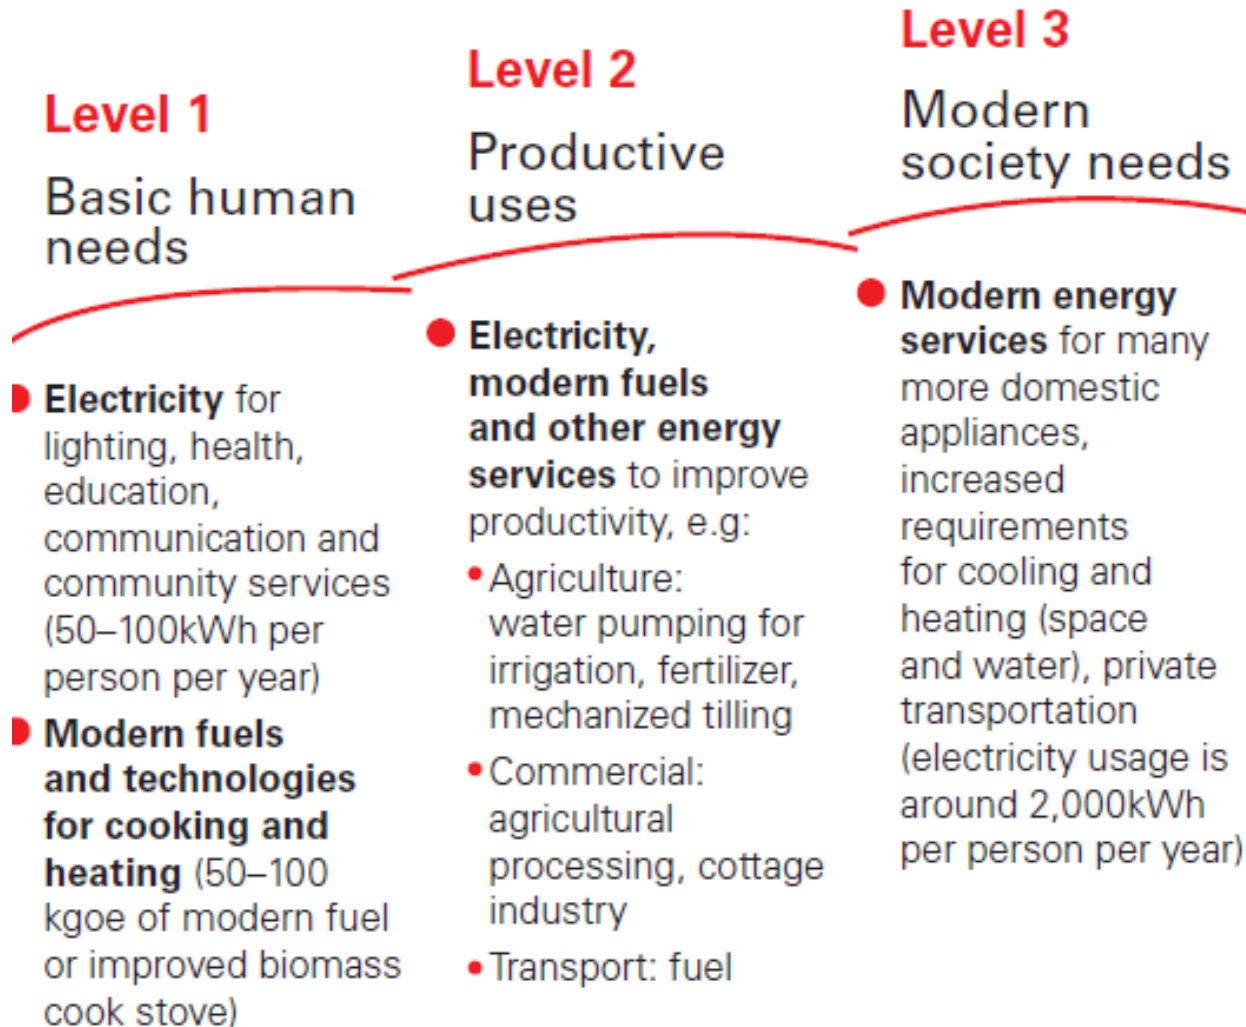 Level 1
Basic human
needs
Electricity for
lighting, health,
education,
communication and
community services
(50–100kWh per
person per year)
Modern fuels
and technologies
for cooking and
heating (50–100
kgoe of modern fuel
or improved biomass
cook stove)
Level 2
Productive
uses
Electricity,
modern fuels
and other energy
services to improve
productivity, e.g:
Agriculture:
water pumping for
irrigation, fertilizer,
mechanized tilling
Commercial:
agricultural
processing, cottage
industry
Transport: fuel
Level 3
Modern
society needs
Modern energy
services for many
more domestic
appliances,
increased
requirements
for cooling and
heating (space
and water), private
transportation
(electricity usage is
around 2,000kWh
per person per year)